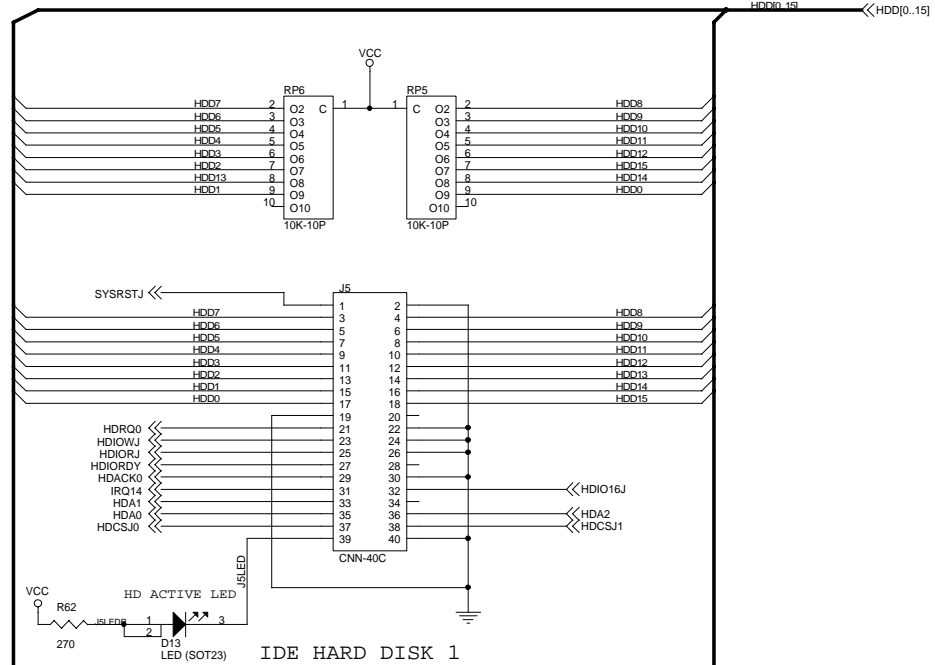 HDD[0..15]
HDD[0..15]
VCC
RP6
RP5
HDD7 2 O2 C 1 1 C O2 2 HDD8
HDD6 3 O3 O3 3 HDD9
HDD5 4 O4 O4 4 HDD10
HDD4 5 O5 O5 5 HDD11
HDD3 6 O6 O6 6 HDD12
HDD2 7 O7 O7 7 HDD15
HDD13 8 O8 O8 8 HDD14
HDD1 9 O9 O9 9 HDD0
10 O10 O10 10
10K-10P 10K-10P
J5
SYSRSTJ 1 2
HDD7 3 4 HDD8
HDD6 5 6 HDD9
HDD5 7 8 HDD10
HDD4 9 10 HDD11
HDD3 11 12 HDD12
HDD2 13 14 HDD13
HDD1 15 16 HDD14
HDD0 17 18 HDD15
19 20
HDRQ0 21 22
HDIOWJ 23 24
HDIORJ 25 26
HDIORDY 27 28
HDACK0 29 30
IRQ14 31 32 HDIO16J
HDA1 33 34
HDA0 35 36 HDA2
HDCSJ0 37 38 HDCSJ1
39 40
CNN-40C
J5LED
VCC
R62
270
J5LEDR
HD ACTIVE LED
1 3
2
D13
LED (SOT23)
IDE HARD DISK 1